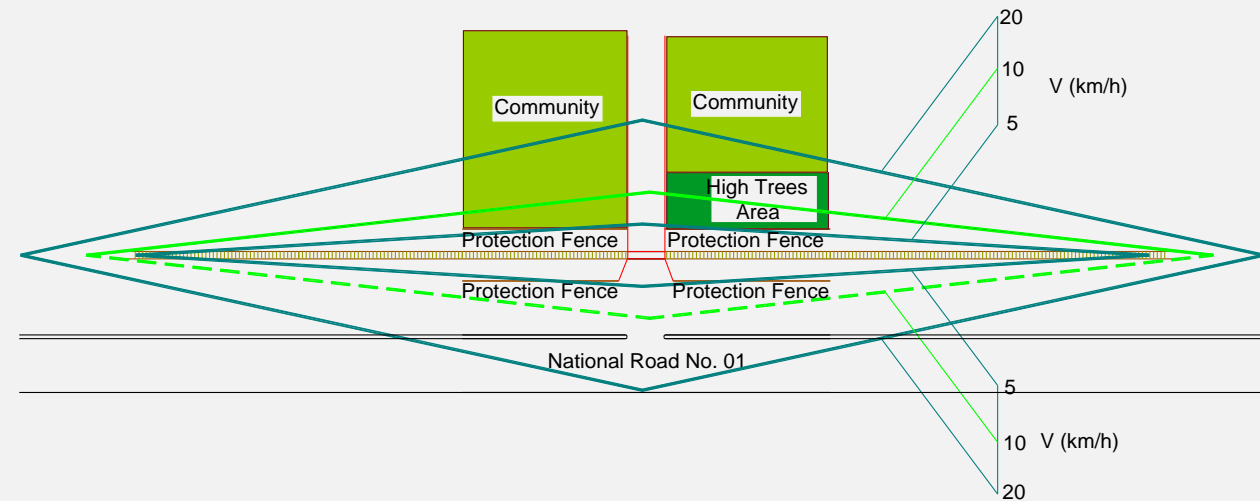 20
10
V (km/h)
5
Community
Community
High Trees
Area
Protection Fence
Protection Fence
Protection Fence
Protection Fence
National Road No. 01
5
10
V (km/h)
20